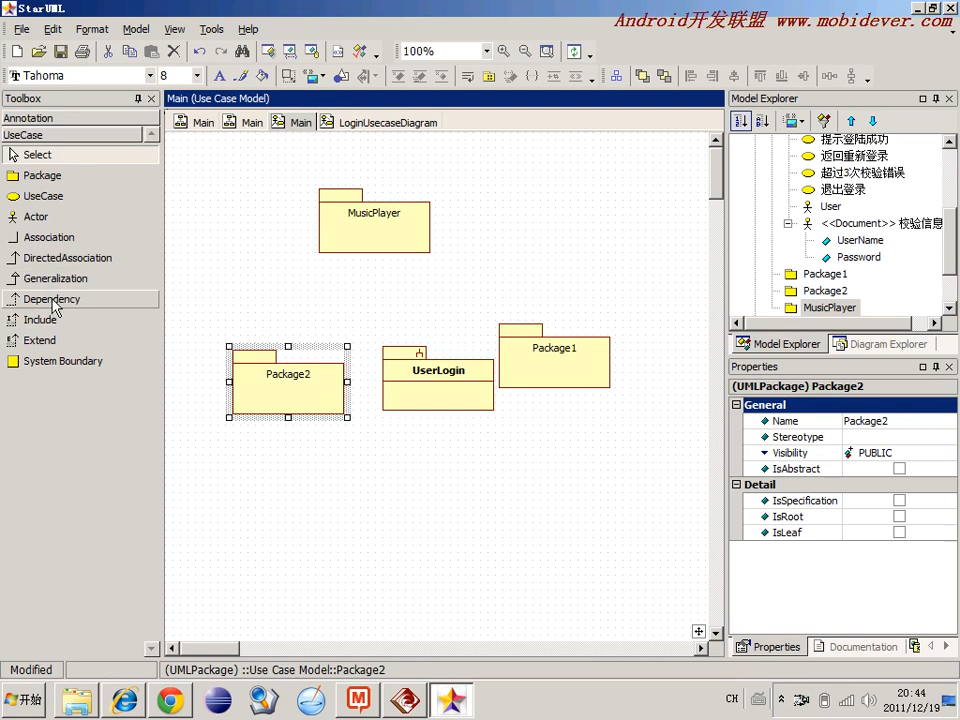 StarUML
Android开发联盟 www.mobidever.com
File Edit Format Model View Tools Help
100%
Tahoma 8
Toolbox
Main (Use Case Model)
Model Explorer
Annotation
UseCase
Main Main Main LoginUsecaseDiagram
Select
Package
UseCase
Actor
Association
DirectedAssociation
Generalization
Dependency
Include
Extend
System Boundary
MusicPlayer
Package2
UserLogin
Package1
提示登陆成功
返回重新登录
超过3次校验错误
退出登录
User
<<Document>> 校验信息
UserName
Password
Package1
Package2
MusicPlayer
Model Explorer Diagram Explorer
Properties
(UMLPackage) Package2
General
Name Package2
Stereotype
Visibility PUBLIC
IsAbstract
Detail
IsSpecification
IsRoot
IsLeaf
Properties Documentation
Modified (UMLPackage) ::Use Case Model::Package2
开始
CH
20:44
2011/12/19